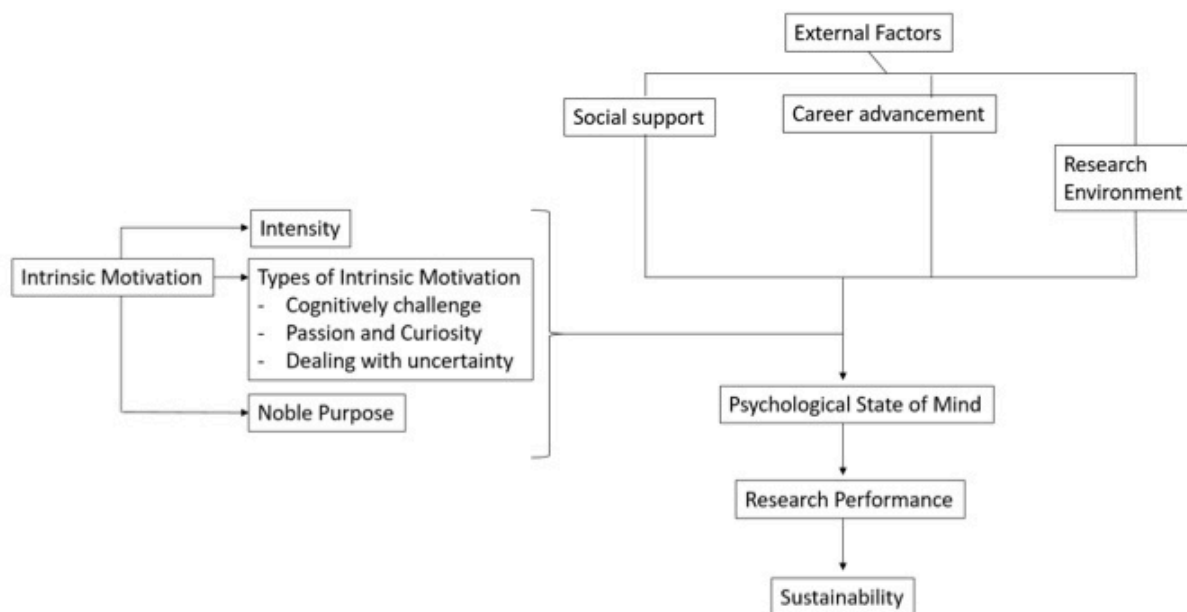 External Factors
Social support
Career advancement
Research
Environment
Intensity
Intrinsic Motivation
Types of Intrinsic Motivation
- Cognitively challenge
- Passion and Curiosity
- Dealing with uncertainty
Noble Purpose
Psychological State of Mind
Research Performance
Sustainability